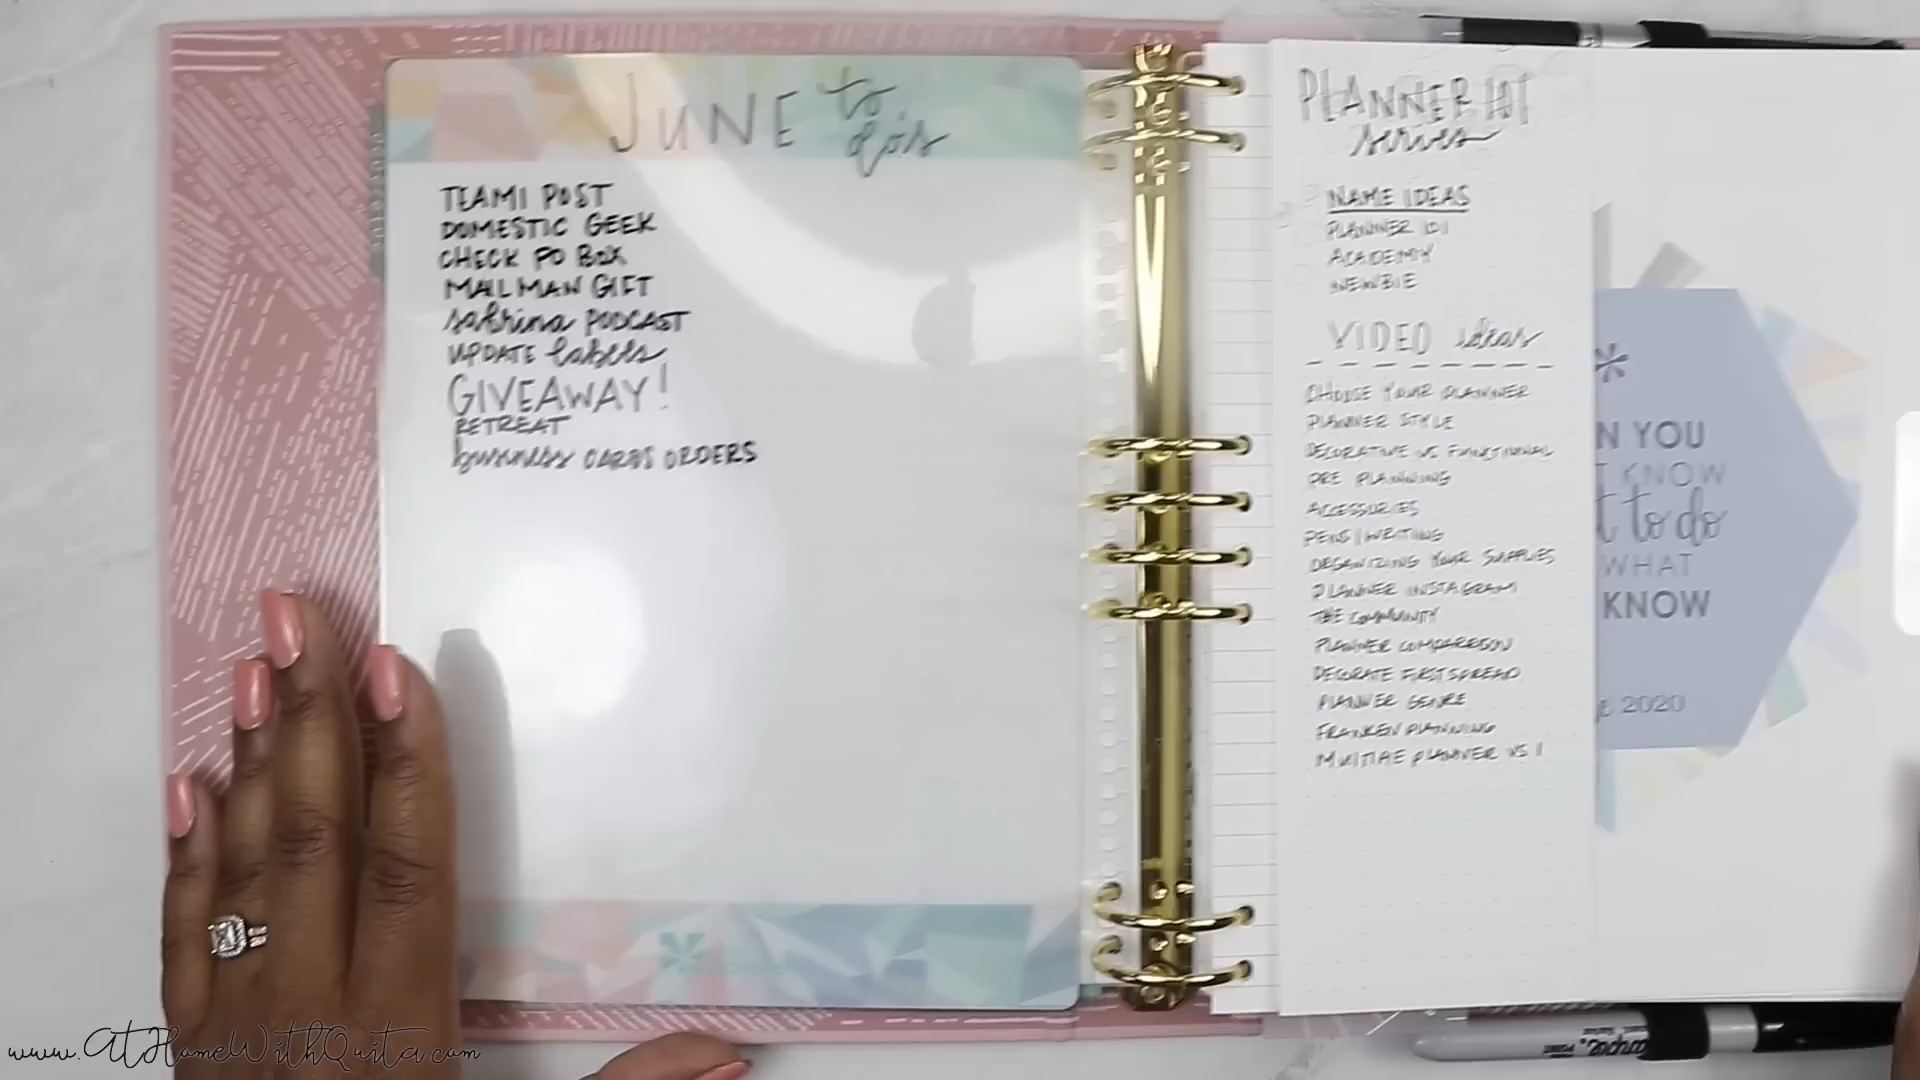 JUNE to do's
TEAMI POST
DOMESTIC GEEK
CHECK PO BOX
MAILMAN GIFT
sabrina PODCAST
UPDATE labels
GIVEAWAY!
RETREAT
business CARDS ORDERS
PLANNER 101
series
NAME IDEAS
PLANNER 101
ACADEMY
NEWBIE
VIDEO ideas
CHOOSE YOUR PLANNER
PLANNER STYLE
DECORATIVE VS FUNCTIONAL
PRE PLANNING
ACCESSORIES
PENS/WRITING
ORGANIZING YOUR SUPPLIES
PLANNER INSTAGRAM
THE COMMUNITY
PLANNER COMPARRISON
DECORATE FIRST SPREAD
PLANNER GENRE
FRANKEN PLANNING
MULTIPLE PLANNER VS 1
N YOU
T KNOW
t to do
WHAT
KNOW
2020
www.AtHomeWithQuita.com